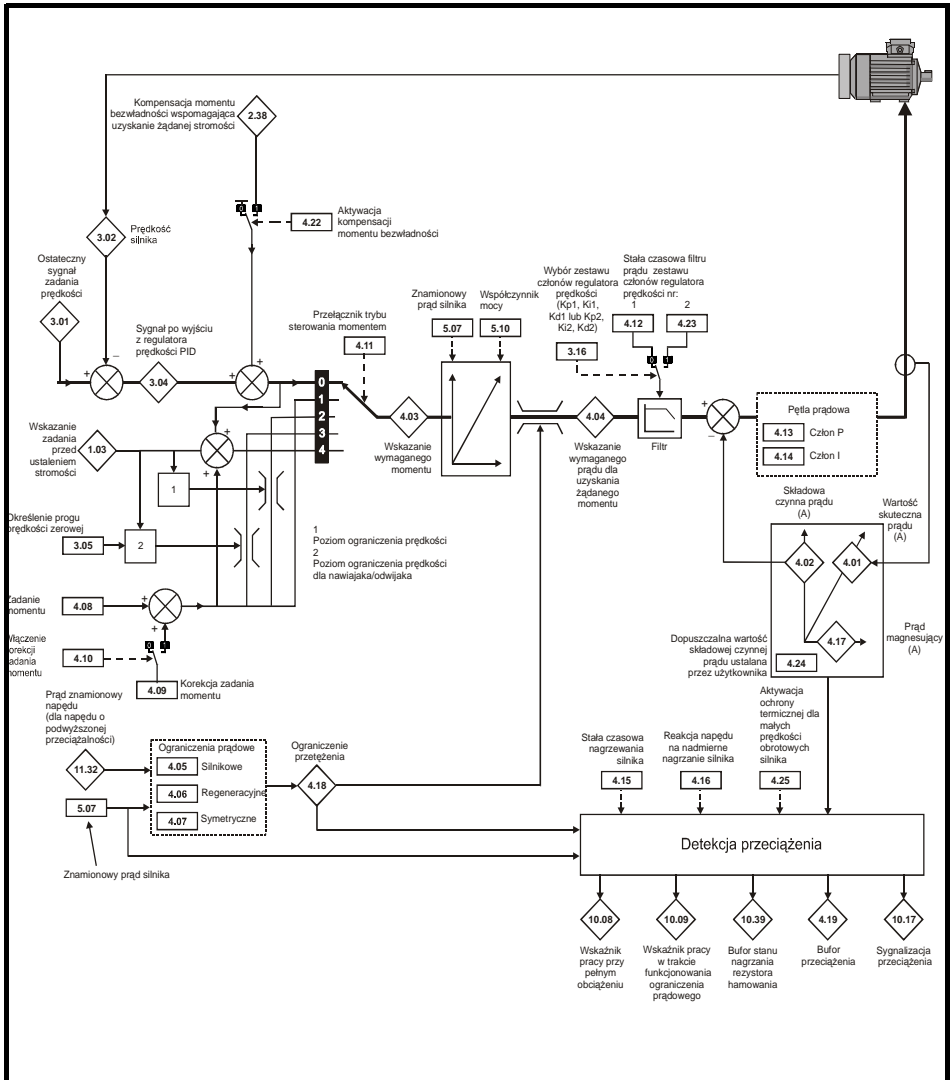 Kompensacja momentu
bezwładności wspomagająca
uzyskanie żądanej stromości
2.38
0 1
4.22
Aktywacja
kompensacji
momentu bezwładności
3.02
Prędkość
silnika
Ostateczny
sygnał
zadania
prędkości
3.01
Sygnał po wyjściu
z regulatora
prędkości PID
3.04
+
–
+
+
Przełącznik trybu
sterowania momentem
4.11
0
1
2
3
4
4.03
Wskazanie
wymaganego
momentu
Znamionowy
prąd silnika
5.07
Współczynnik
mocy
5.10
Wybór zestawu
członów regulatora
prędkości
(Kp1, Ki1,
Kd1 lub Kp2,
Ki2, Kd2)
3.16
Stała czasowa filtru
prądu zestawu
członów regulatora
prędkości nr:
1 2
4.12
4.23
0 1
4.04
Wskazanie
wymaganego
prądu dla
uzyskania
żądanego
momentu
Filtr
+
–
Pętla prądowa
4.13 Człon P
4.14 Człon I
Wskazanie
zadania
przed
ustaleniem
stromości
1.03
+
+
1
Określenie progu
prędkości zerowej
3.05
2
1
Poziom ograniczenia prędkości
2
Poziom ograniczenia prędkości
dla nawijaka/odwijaka
Zadanie
momentu
4.08
+
+
Włączenie
korekcji
zadania
momentu
4.10
0 1
4.09
Korekcja zadania
momentu
Składowa
czynna prądu
(A)
Wartość
skuteczna
prądu
(A)
4.02
4.01
4.17
Prąd
magnesujący
(A)
Dopuszczalna wartość
składowej czynnej
prądu ustalana
przez użytkownika
4.24
Prąd znamionowy
napędu
(dla napędu o
podwyższonej
przeciążalności)
11.32
5.07
Znamionowy prąd silnika
Ograniczenia prądowe
4.05 Silnikowe
4.06 Regeneracyjne
4.07 Symetryczne
Ograniczenie
przetężenia
4.18
Stała czasowa
nagrzewania
silnika
4.15
Reakcja napędu
na nadmierne
nagrzanie silnika
4.16
Aktywacja
ochrony
termicznej dla
małych
prędkości
obrotowych
silnika
4.25
Detekcja przeciążenia
10.08
Wskaźnik
pracy przy
pełnym
obciążeniu
10.09
Wskaźnik pracy
w trakcie
funkcjonowania
ograniczenia
prądowego
10.39
Bufor stanu
nagrzania
rezystora
hamowania
4.19
Bufor
przeciążenia
10.17
Sygnalizacja
przeciążenia